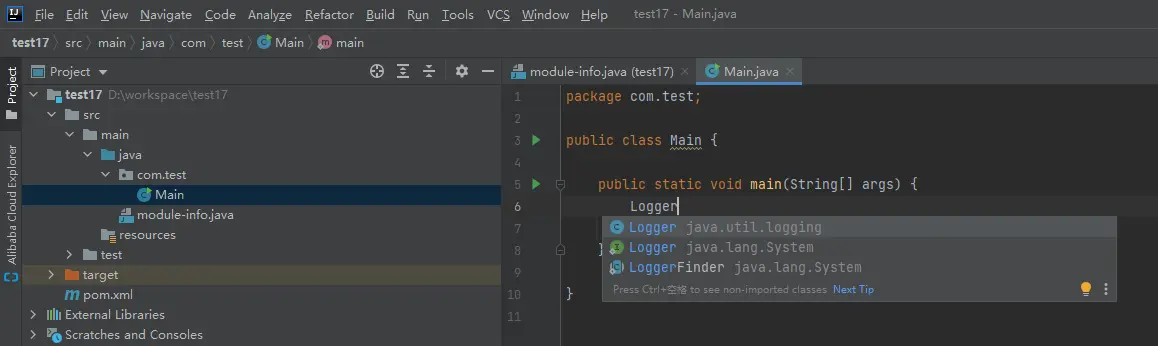 IJ File Edit View Navigate Code Analyze Refactor Build Run Tools VCS Window Help test17 - Main.java
test17 src main java com test Main m main
Project
Alibaba Cloud Explorer
Project
module-info.java (test17)
Main.java
test17 D:\workspace\test17
src
main
java
com.test
Main
module-info.java
resources
test
target
m pom.xml
External Libraries
Scratches and Consoles
1 package com.test;
2
3 public class Main {
4
5 public static void main(String[] args) {
6 Logger
7
8 }
10 }
11
C Logger java.util.logging
I Logger java.lang.System
C LoggerFinder java.lang.System
Press Ctrl+空格 to see non-imported classes Next Tip